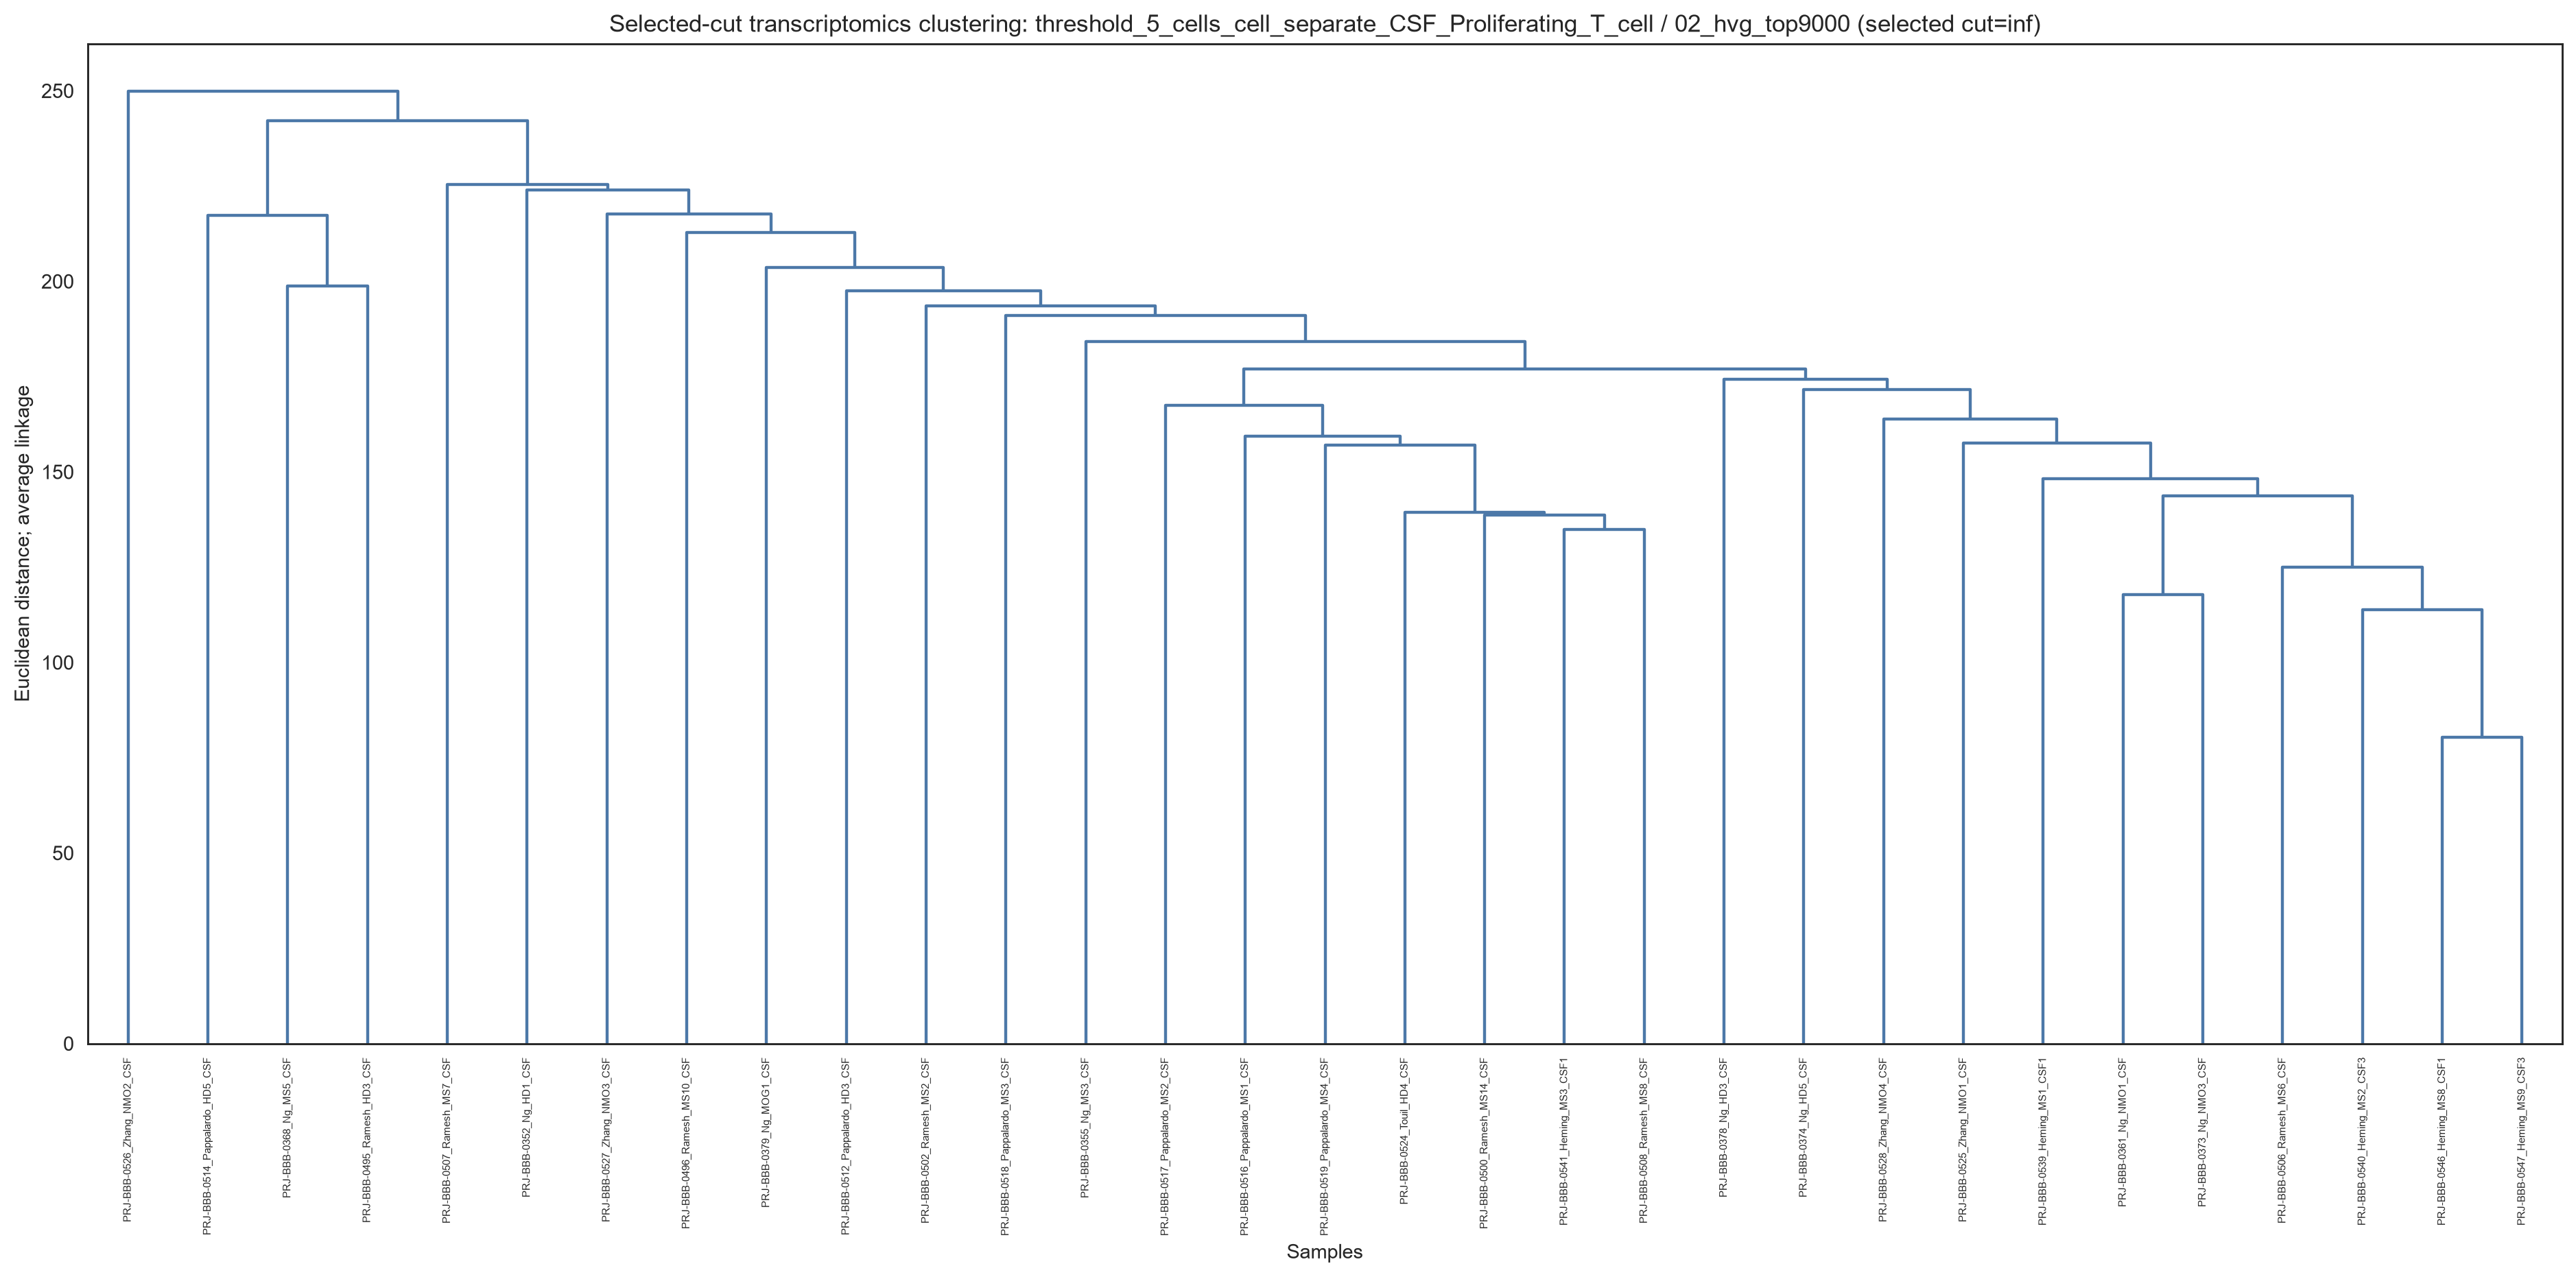 Selected-cut transcriptomics clustering: threshold_5_cells_cell_separate_CSF_Proliferating_T_cell / 02_hvg_top9000 (selected cut=inf)
Euclidean distance; average linkage
250
200
150
100
50
0
PRJ-BBB-0526_Zhang_NMO2_CSF
PRJ-BBB-0514_Pappalardo_HD5_CSF
PRJ-BBB-0368_Ng_MS5_CSF
PRJ-BBB-0495_Ramesh_HD3_CSF
PRJ-BBB-0507_Ramesh_MS7_CSF
PRJ-BBB-0352_Ng_HD1_CSF
PRJ-BBB-0527_Zhang_NMO3_CSF
PRJ-BBB-0496_Ramesh_MS10_CSF
PRJ-BBB-0379_Ng_MOG1_CSF
PRJ-BBB-0512_Pappalardo_HD3_CSF
PRJ-BBB-0502_Ramesh_MS2_CSF
PRJ-BBB-0518_Pappalardo_MS3_CSF
PRJ-BBB-0355_Ng_MS3_CSF
PRJ-BBB-0517_Pappalardo_MS2_CSF
PRJ-BBB-0516_Pappalardo_MS1_CSF
PRJ-BBB-0519_Pappalardo_MS4_CSF
PRJ-BBB-0524_Touil_HD4_CSF
PRJ-BBB-0500_Ramesh_MS14_CSF
PRJ-BBB-0541_Heming_MS3_CSF1
PRJ-BBB-0508_Ramesh_MS8_CSF
PRJ-BBB-0378_Ng_HD3_CSF
PRJ-BBB-0374_Ng_HD5_CSF
PRJ-BBB-0528_Zhang_NMO4_CSF
PRJ-BBB-0525_Zhang_NMO1_CSF
PRJ-BBB-0539_Heming_MS1_CSF1
PRJ-BBB-0361_Ng_NMO1_CSF
PRJ-BBB-0373_Ng_NMO3_CSF
PRJ-BBB-0506_Ramesh_MS6_CSF
PRJ-BBB-0540_Heming_MS2_CSF3
PRJ-BBB-0546_Heming_MS8_CSF1
PRJ-BBB-0547_Heming_MS9_CSF3
Samples